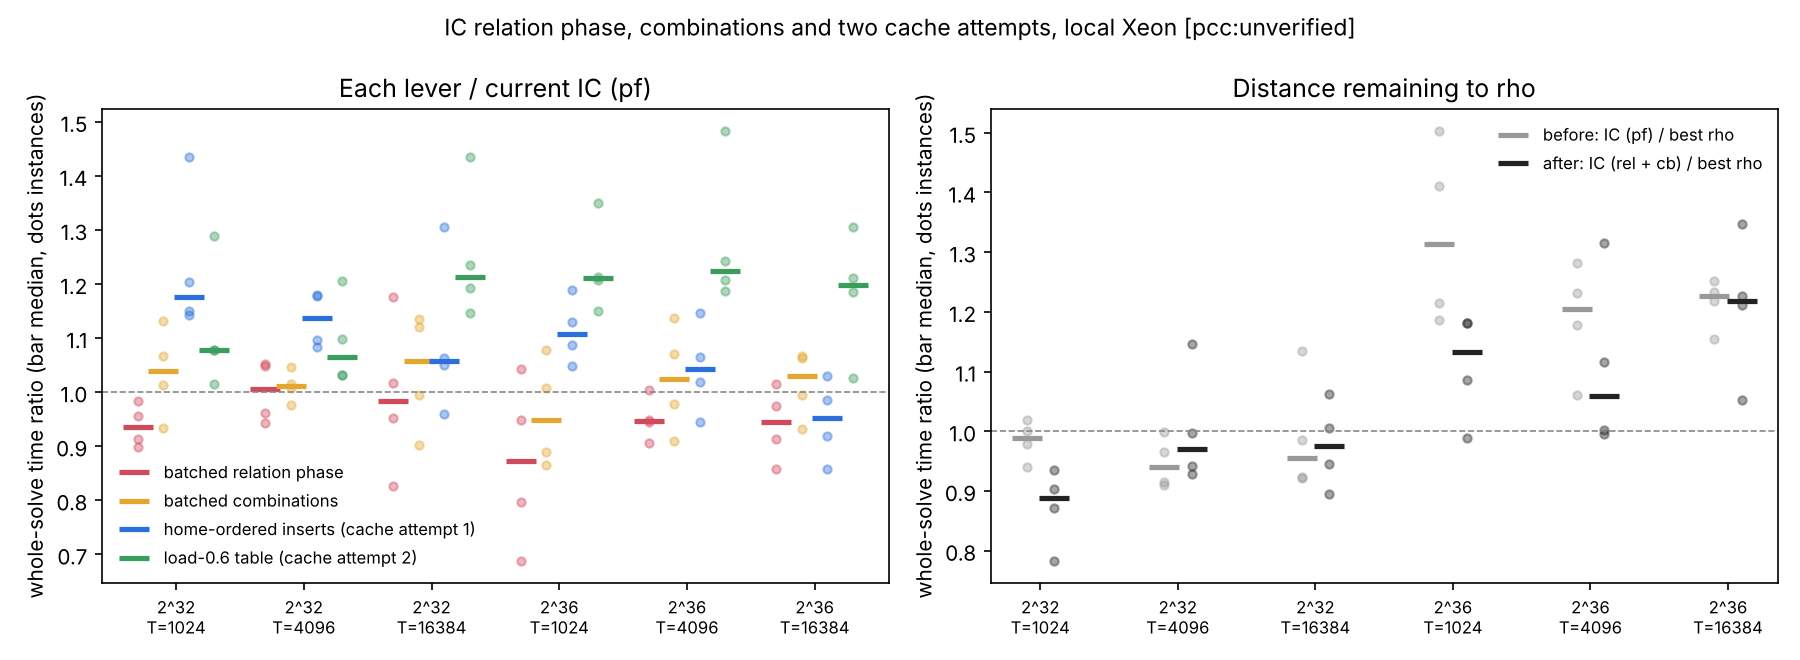 IC relation phase, combinations and two cache attempts, local Xeon [pcc:unverified]
Each lever / current IC (pf)
whole-solve time ratio (bar median, dots instances)
1.5
1.4
1.3
1.2
1.1
1.0
0.9
0.8
0.7
batched relation phase
batched combinations
home-ordered inserts (cache attempt 1)
load-0.6 table (cache attempt 2)
2^32
T=1024
2^32
T=4096
2^32
T=16384
2^36
T=1024
2^36
T=4096
2^36
T=16384
Distance remaining to rho
whole-solve time ratio (bar median, dots instances)
1.5
1.4
1.3
1.2
1.1
1.0
0.9
0.8
before: IC (pf) / best rho
after: IC (rel + cb) / best rho
2^32
T=1024
2^32
T=4096
2^32
T=16384
2^36
T=1024
2^36
T=4096
2^36
T=16384